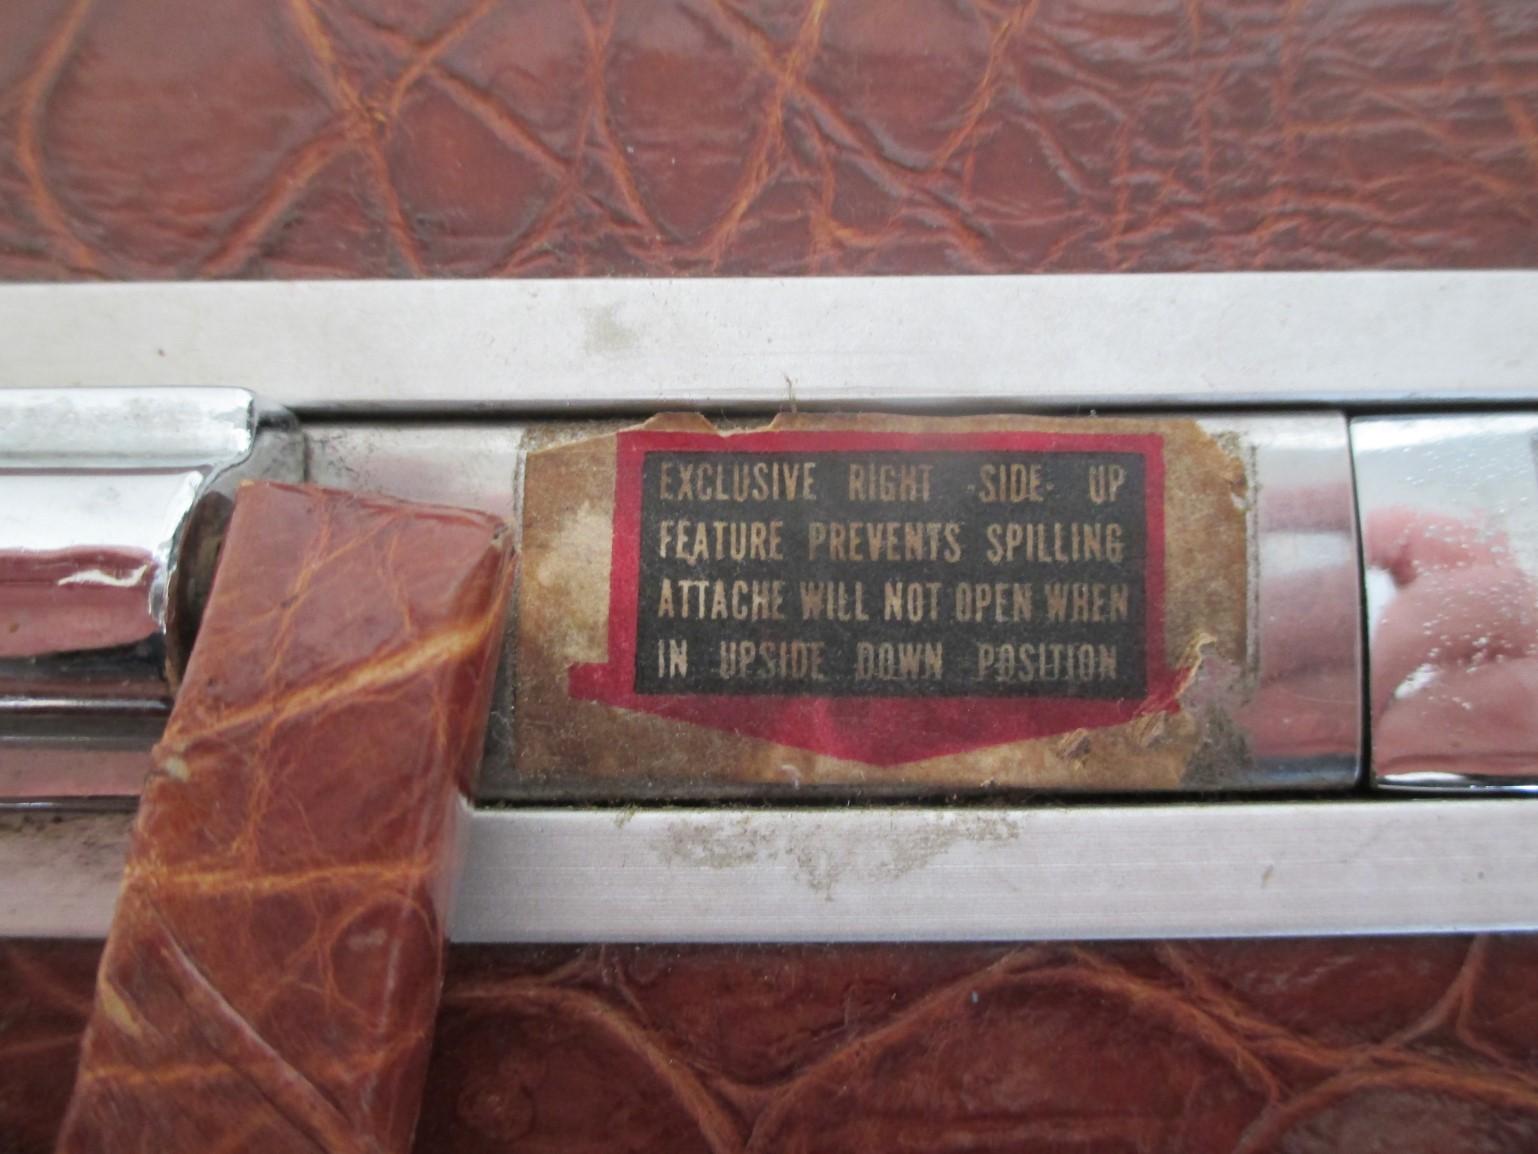 EXCLUSIVE RIGHT -SIDE- UP
FEATURE PREVENTS SPILLING
ATTACHE WILL NOT OPEN WHEN
IN UPSIDE DOWN POSITION